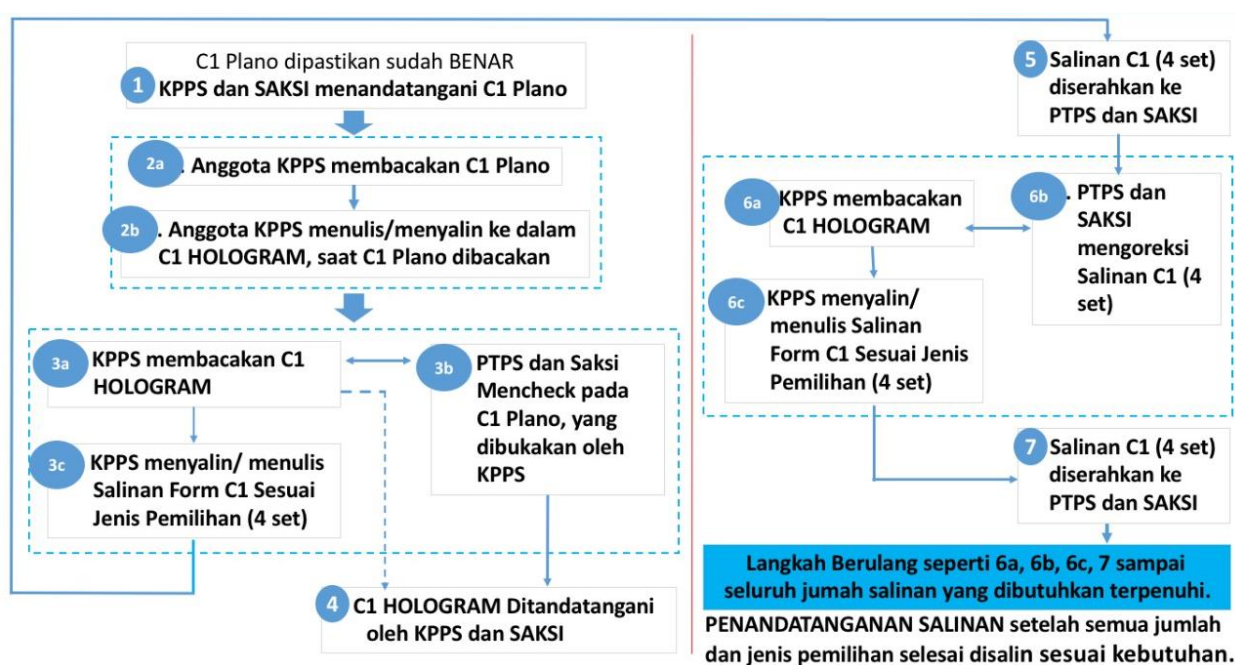 C1 Plano dipastikan sudah BENAR
1 KPPS dan SAKSI menandatangani C1 Plano
2a . Anggota KPPS membacakan C1 Plano
2b . Anggota KPPS menulis/menyalin ke dalam
C1 HOLOGRAM, saat C1 Plano dibacakan
3a KPPS membacakan C1
HOLOGRAM
3b PTPS dan Saksi
Mencheck pada
C1 Plano, yang
dibukakan oleh
KPPS
3c KPPS menyalin/ menulis
Salinan Form C1 Sesuai
Jenis Pemilihan (4 set)
4 C1 HOLOGRAM Ditandatangani
oleh KPPS dan SAKSI
5 Salinan C1 (4 set)
diserahkan ke
PTPS dan SAKSI
6a KPPS membacakan
C1 HOLOGRAM
6b . PTPS dan
SAKSI
mengoreksi
Salinan C1 (4
set)
6c KPPS menyalin/
menulis Salinan
Form C1 Sesuai Jenis
Pemilihan (4 set)
7 Salinan C1 (4 set)
diserahkan ke
PTPS dan SAKSI
Langkah Berulang seperti 6a, 6b, 6c, 7 sampai
seluruh jumah salinan yang dibutuhkan terpenuhi.
PENANDATANGANAN SALINAN setelah semua jumlah
dan jenis pemilihan selesai disalin sesuai kebutuhan.